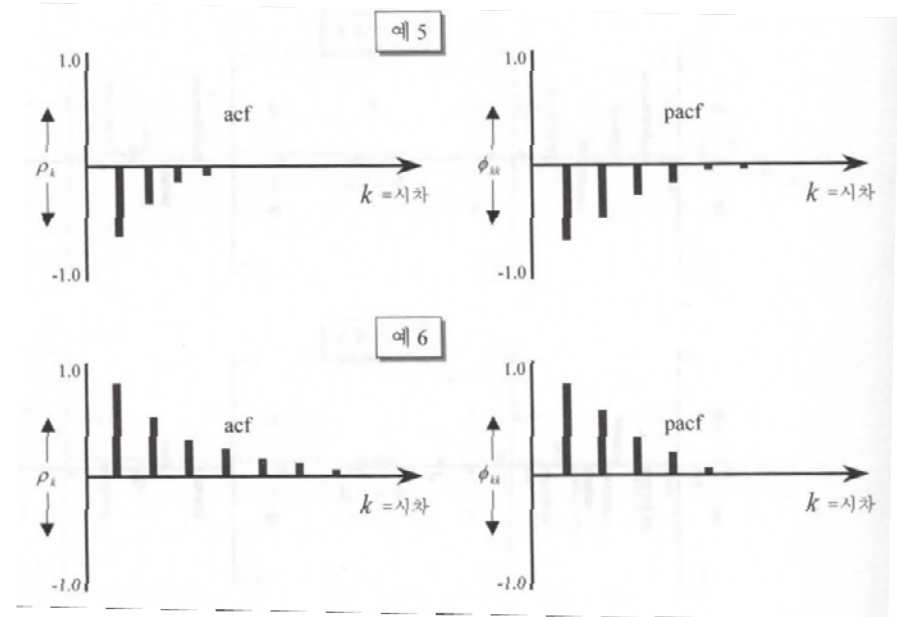 예 5
1.0
acf
ρk
k = 시차
-1.0
1.0
pacf
ϕkk
k = 시차
-1.0
예 6
1.0
acf
ρk
k = 시차
-1.0
1.0
pacf
ϕkk
k = 시차
-1.0